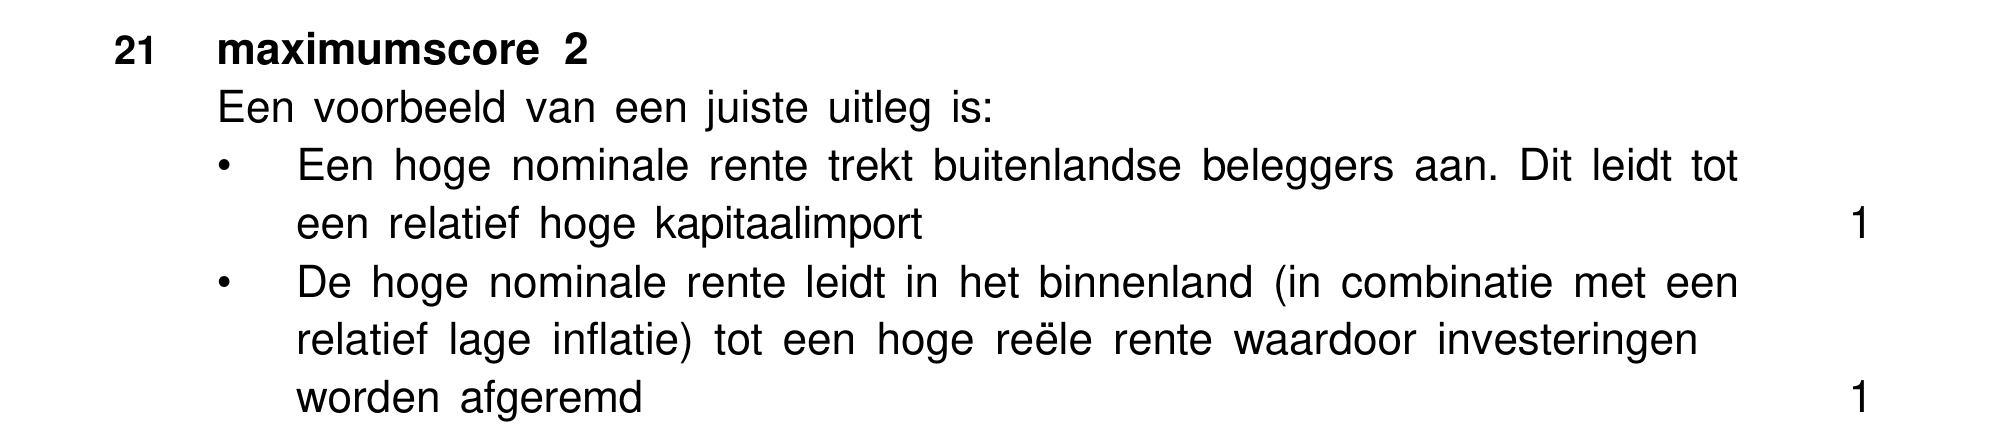 21 maximumscore 2
Een voorbeeld van een juiste uitleg is:
• Een hoge nominale rente trekt buitenlandse beleggers aan. Dit leidt tot
een relatief hoge kapitaalimport 1
• De hoge nominale rente leidt in het binnenland (in combinatie met een
relatief lage inflatie) tot een hoge reële rente waardoor investeringen
worden afgeremd 1